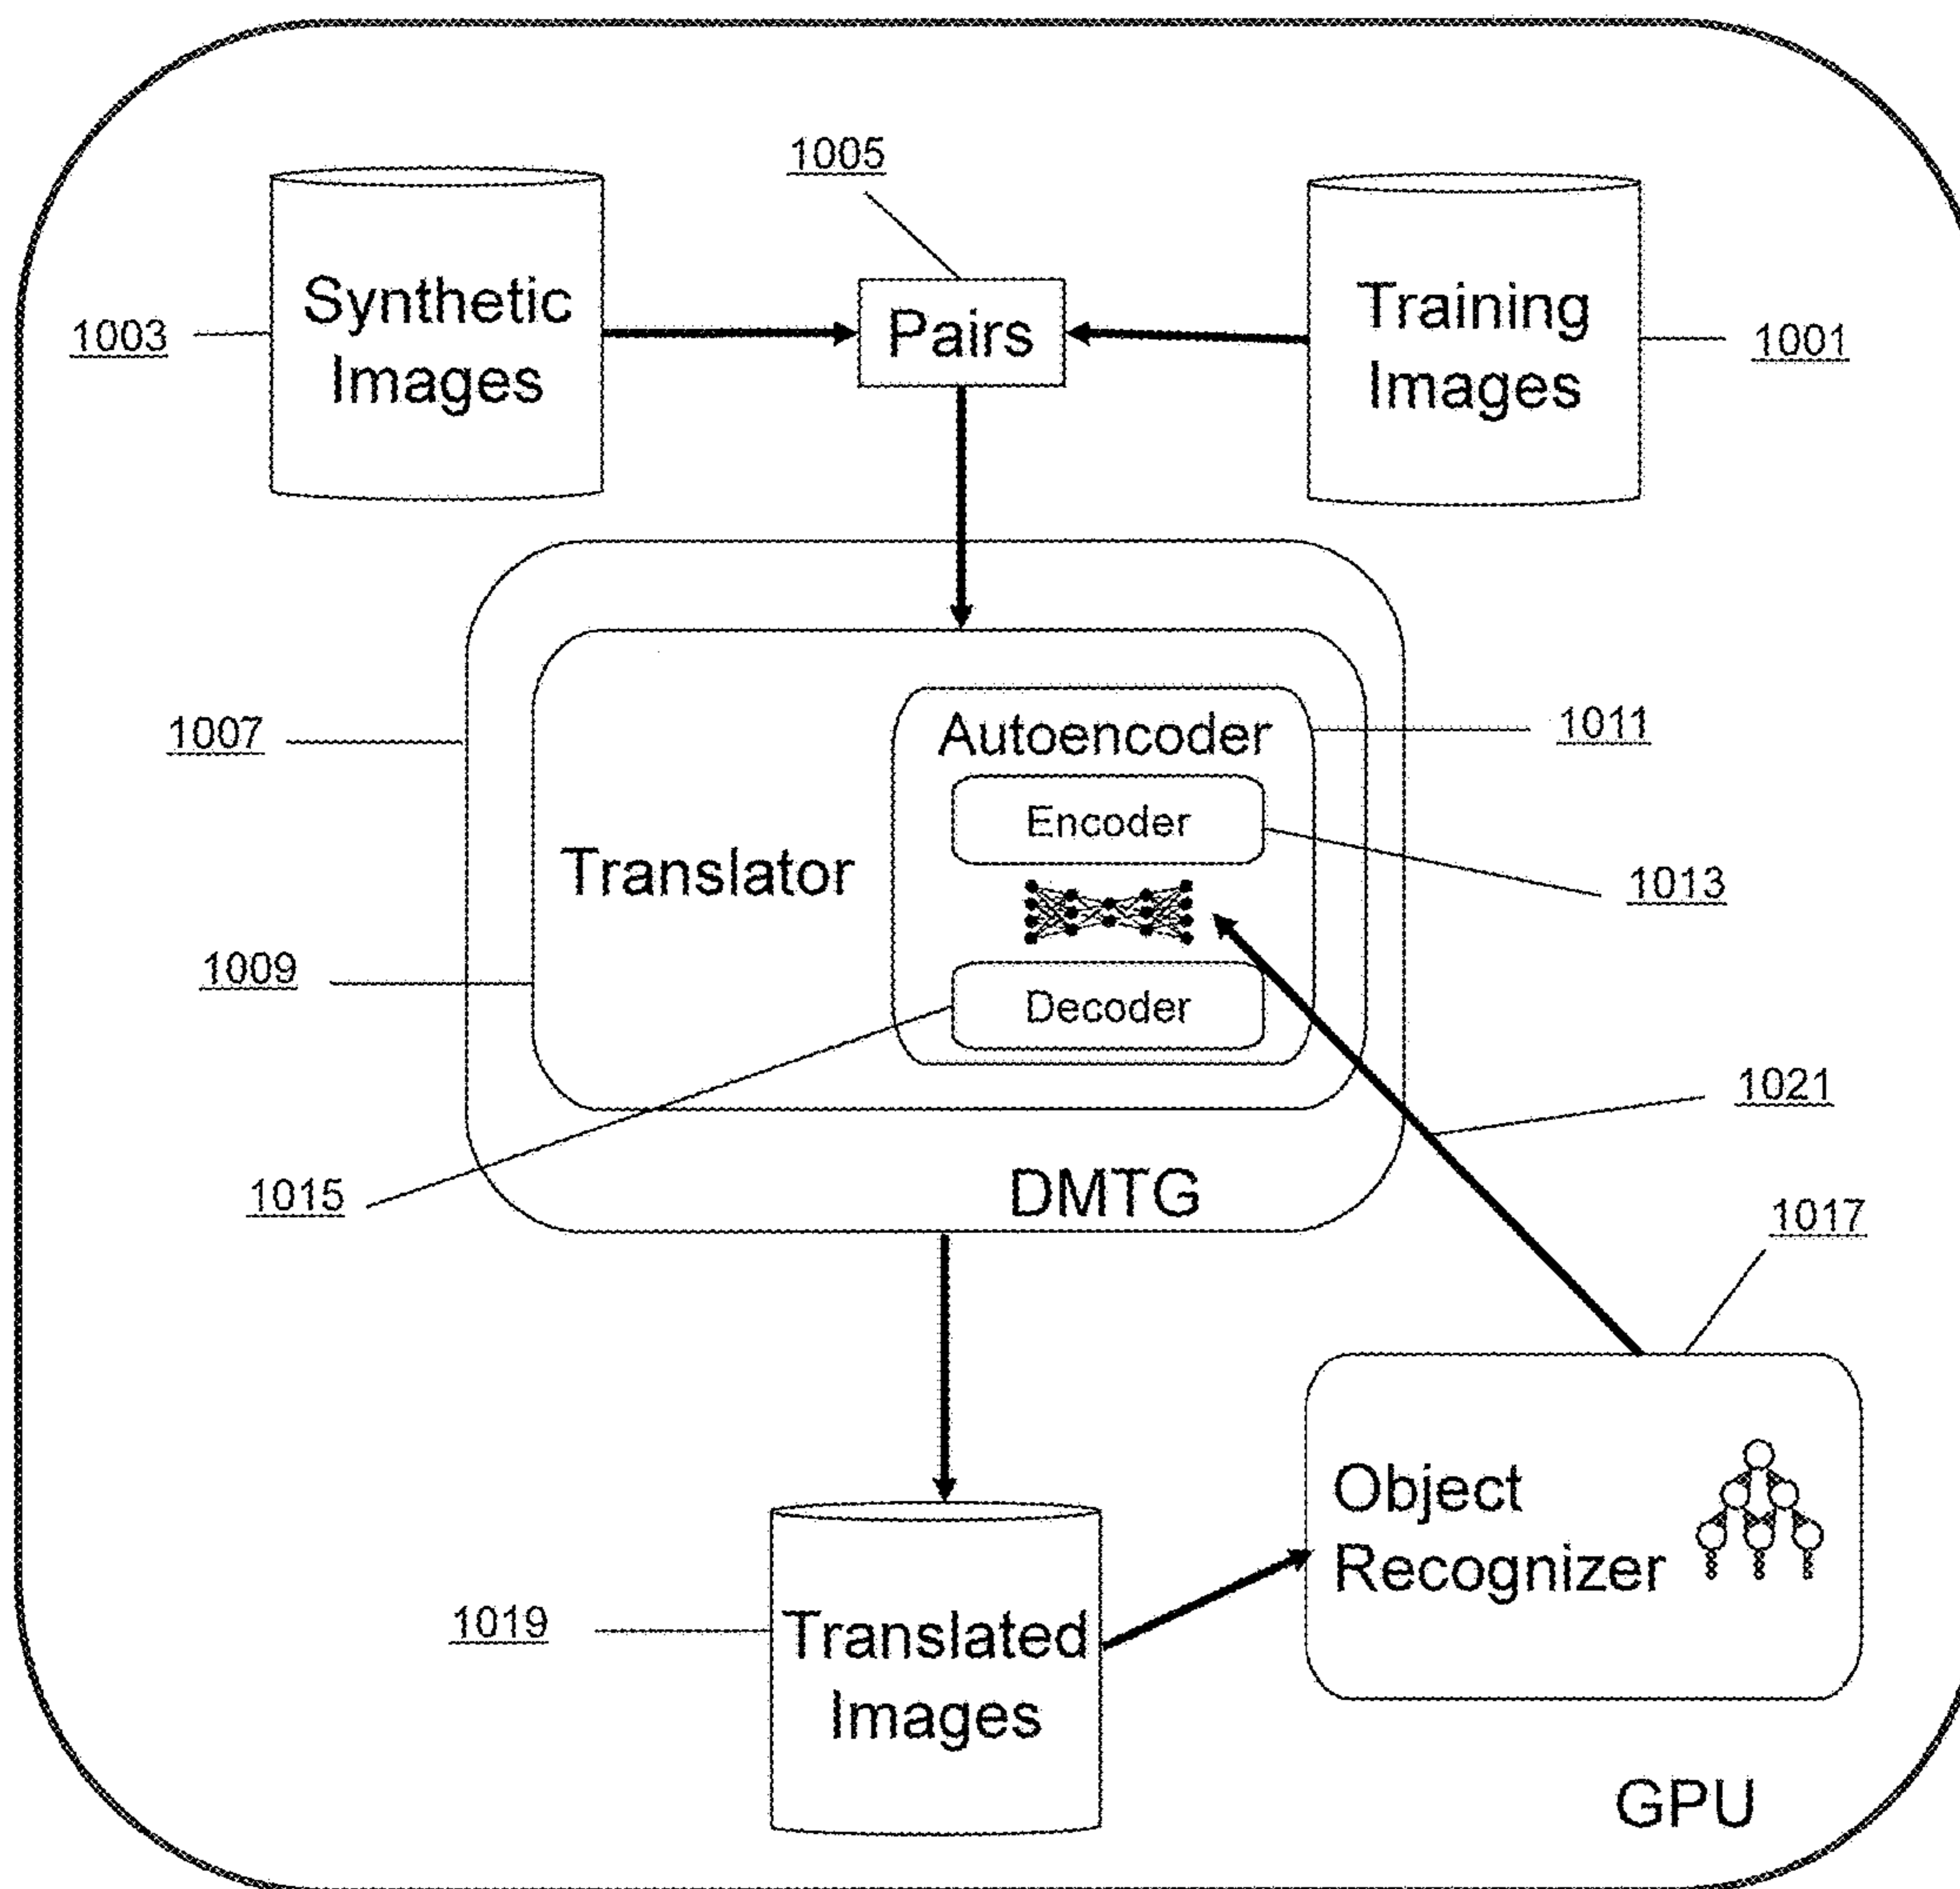 1005
Synthetic
Images
1003
Pairs
Training
Images
1001
1007
Autoencoder
1011
Encoder
Translator
1013
1009
Decoder
1021
1015
DMTG
1017
Object
Recognizer
1019
Translated
Images
GPU